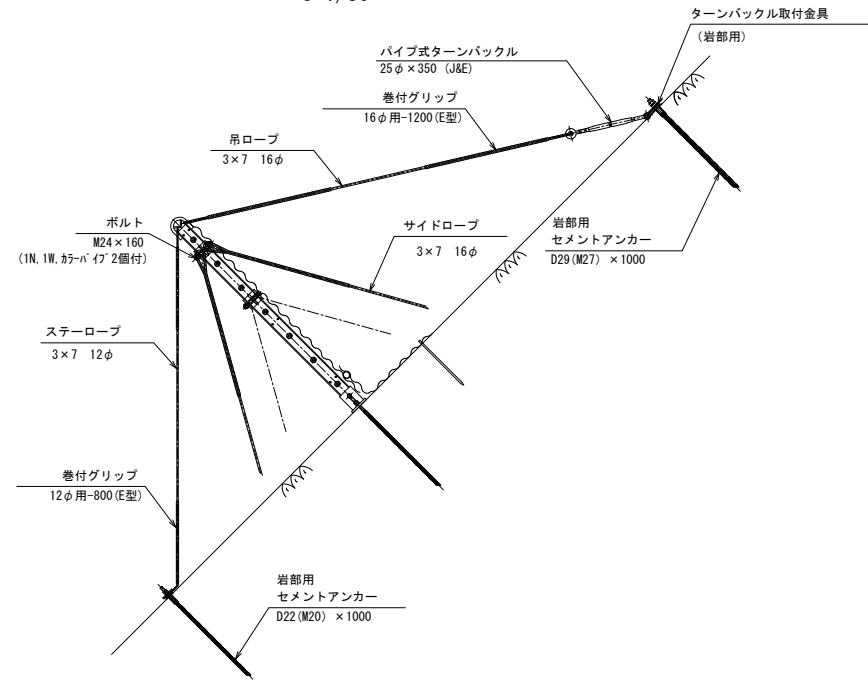 ターンバックル取付金具
(岩部用)
パイプ式ターンバックル
25φ×350 (J&E)
巻付グリップ
16φ用-1200(E型)
吊ロープ
3×7 16φ
ボルト
M24×160
(1N, 1W, カラーパイプ2個付)
サイドロープ
3×7 16φ
岩部用
セメントアンカー
D29(M27) ×1000
ステーロープ
3×7 12φ
巻付グリップ
12φ用-800(E型)
岩部用
セメントアンカー
D22(M20) ×1000